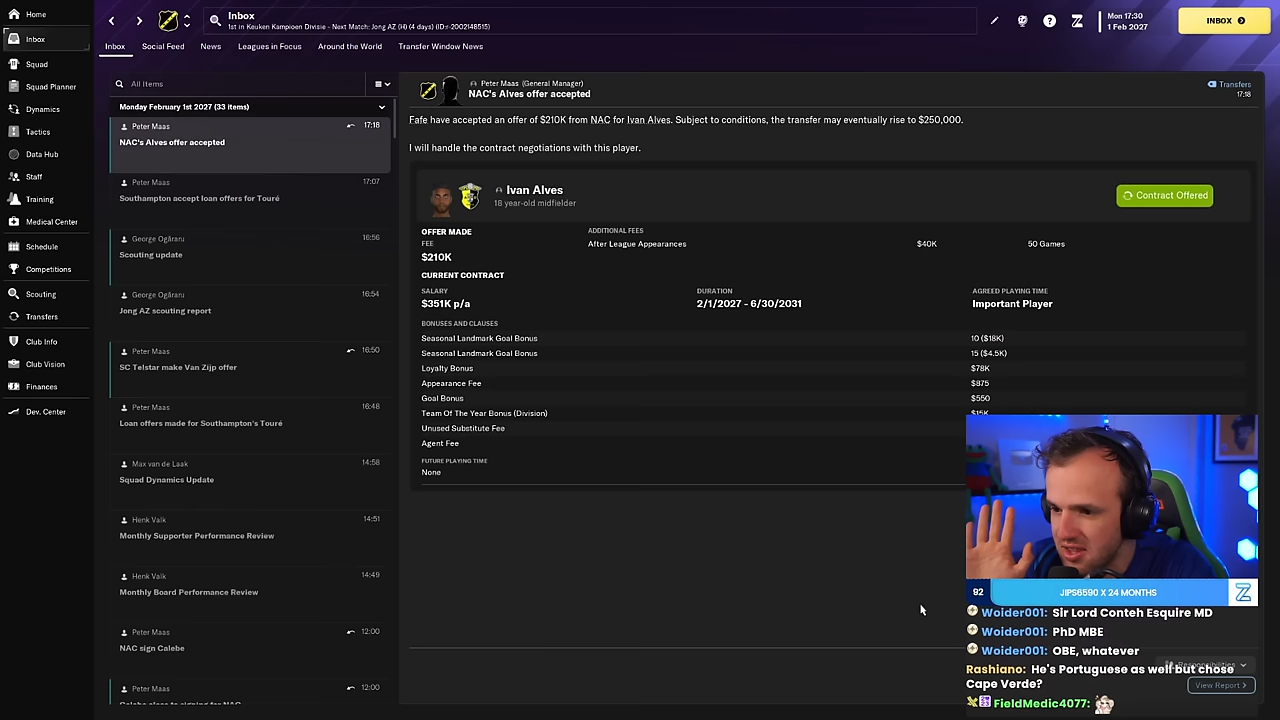 Home
Inbox
Squad
Squad Planner
Dynamics
Tactics
Data Hub
Staff
Training
Medical Center
Schedule
Competitions
Scouting
Transfers
Club Info
Club Vision
Finances
Dev. Center
Inbox
1st in Keuken Kampioen Divisie - Next Match: Jong AZ (H) (4 days) (ID:-2002148515)
Mon 17:30
1 Feb 2027
INBOX
Inbox
Social Feed
News
Leagues in Focus
Around the World
Transfer Window News
All Items
Monday February 1st 2027 (33 items)
Peter Maas 17:18
NAC's Alves offer accepted
Peter Maas 17:07
Southampton accept loan offers for Touré
George Ogăraru 16:56
Scouting update
George Ogăraru 16:54
Jong AZ scouting report
Peter Maas 16:50
SC Telstar make Van Zijp offer
Peter Maas 16:48
Loan offers made for Southampton's Touré
Max van de Laak 14:58
Squad Dynamics Update
Henk Valk 14:51
Monthly Supporter Performance Review
Henk Valk 14:49
Monthly Board Performance Review
Peter Maas 12:00
NAC sign Calebe
Peter Maas 12:00
Calebe close to signing for NAC
Peter Maas (General Manager)
NAC's Alves offer accepted
Transfers
17:18
Fafe have accepted an offer of $210K from NAC for Ivan Alves. Subject to conditions, the transfer may eventually rise to $250,000.
I will handle the contract negotiations with this player.
Ivan Alves
18 year-old midfielder
Contract Offered
OFFER MADE
FEE
$210K
ADDITIONAL FEES
After League Appearances $40K 50 Games
CURRENT CONTRACT
SALARY
$351K p/a
DURATION
2/1/2027 - 6/30/2031
AGREED PLAYING TIME
Important Player
BONUSES AND CLAUSES
Seasonal Landmark Goal Bonus 10 ($18K)
Seasonal Landmark Goal Bonus 15 ($4.5K)
Loyalty Bonus $78K
Appearance Fee $875
Goal Bonus $550
Team Of The Year Bonus (Division) $15K
Unused Substitute Fee
Agent Fee
FUTURE PLAYING TIME
None
92 JIPS6590 X 24 MONTHS
Woider001: Sir Lord Conteh Esquire MD
Woider001: PhD MBE
Woider001: OBE, whatever
Rashiano: He's Portuguese as well but chose
Cape Verde?
FieldMedic4077:
Responsibilities
View Report